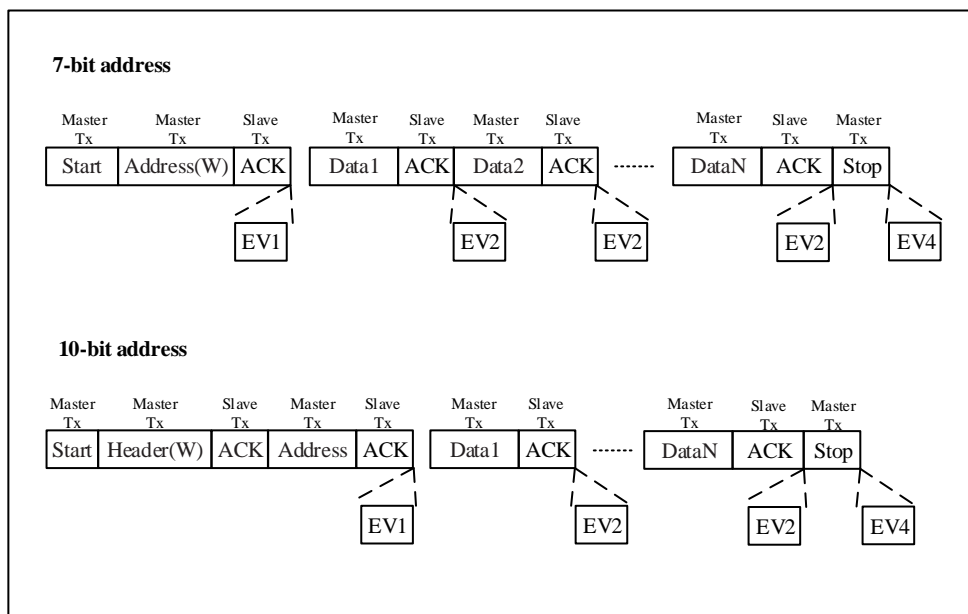 7-bit address
Master Tx Master Tx Slave Tx Master Tx Slave Tx Master Tx Slave Tx Master Tx Slave Tx Master Tx
Start Address(W) ACK Data1 ACK Data2 ACK DataN ACK Stop
EV1 EV2 EV2 EV2 EV4
10-bit address
Master Tx Master Tx Slave Tx Master Tx Slave Tx Master Tx Slave Tx Master Tx Slave Tx Master Tx
Start Header(W) ACK Address ACK Data1 ACK DataN ACK Stop
EV1 EV2 EV2 EV4